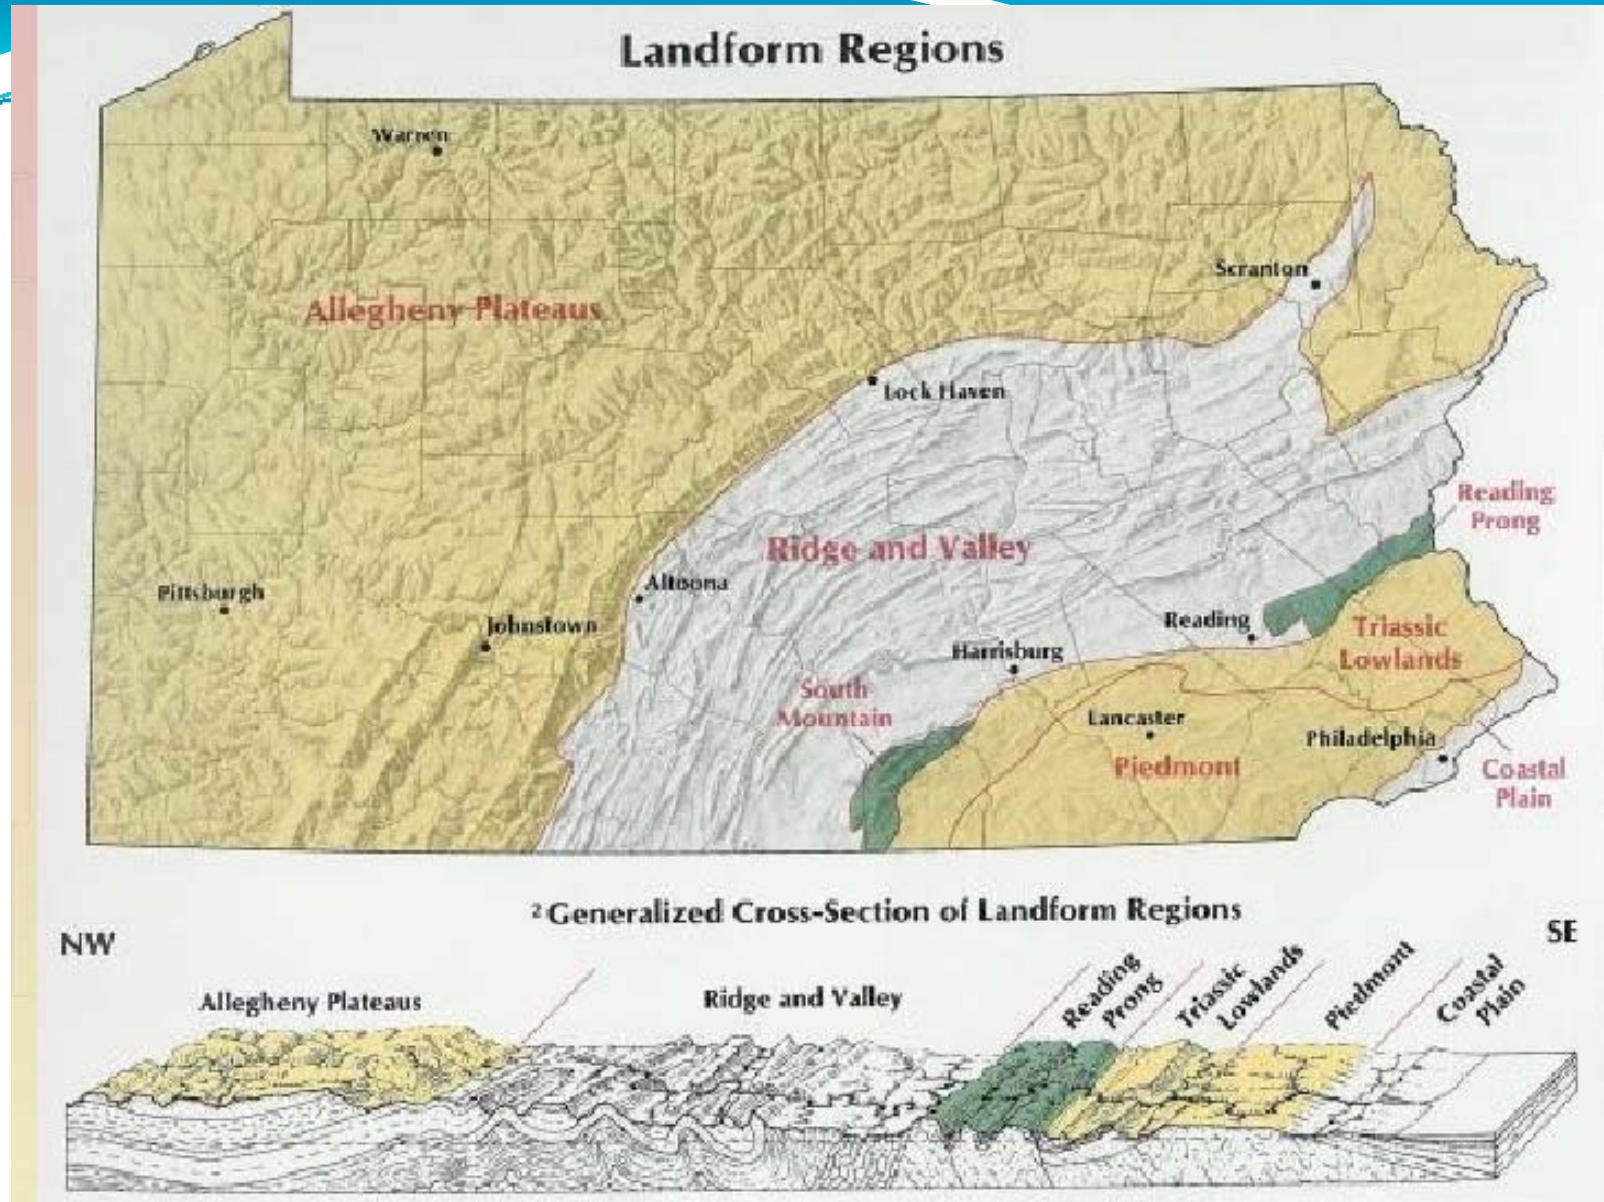 Landform Regions
Warren
Scranton
Allegheny Plateaus
Lock Haven
Reading
Prong
Ridge and Valley
Altoona
Pittsburgh
Johnstown
Reading
Triassic
Lowlands
Harrisburg
South
Mountain
Lancaster
Philadelphia
Piedmont
Coastal
Plain
2 Generalized Cross-Section of Landform Regions
NW
SE
Allegheny Plateaus
Ridge and Valley
Reading
Prong
Triassic
Lowlands
Piedmont
Coastal
Plain